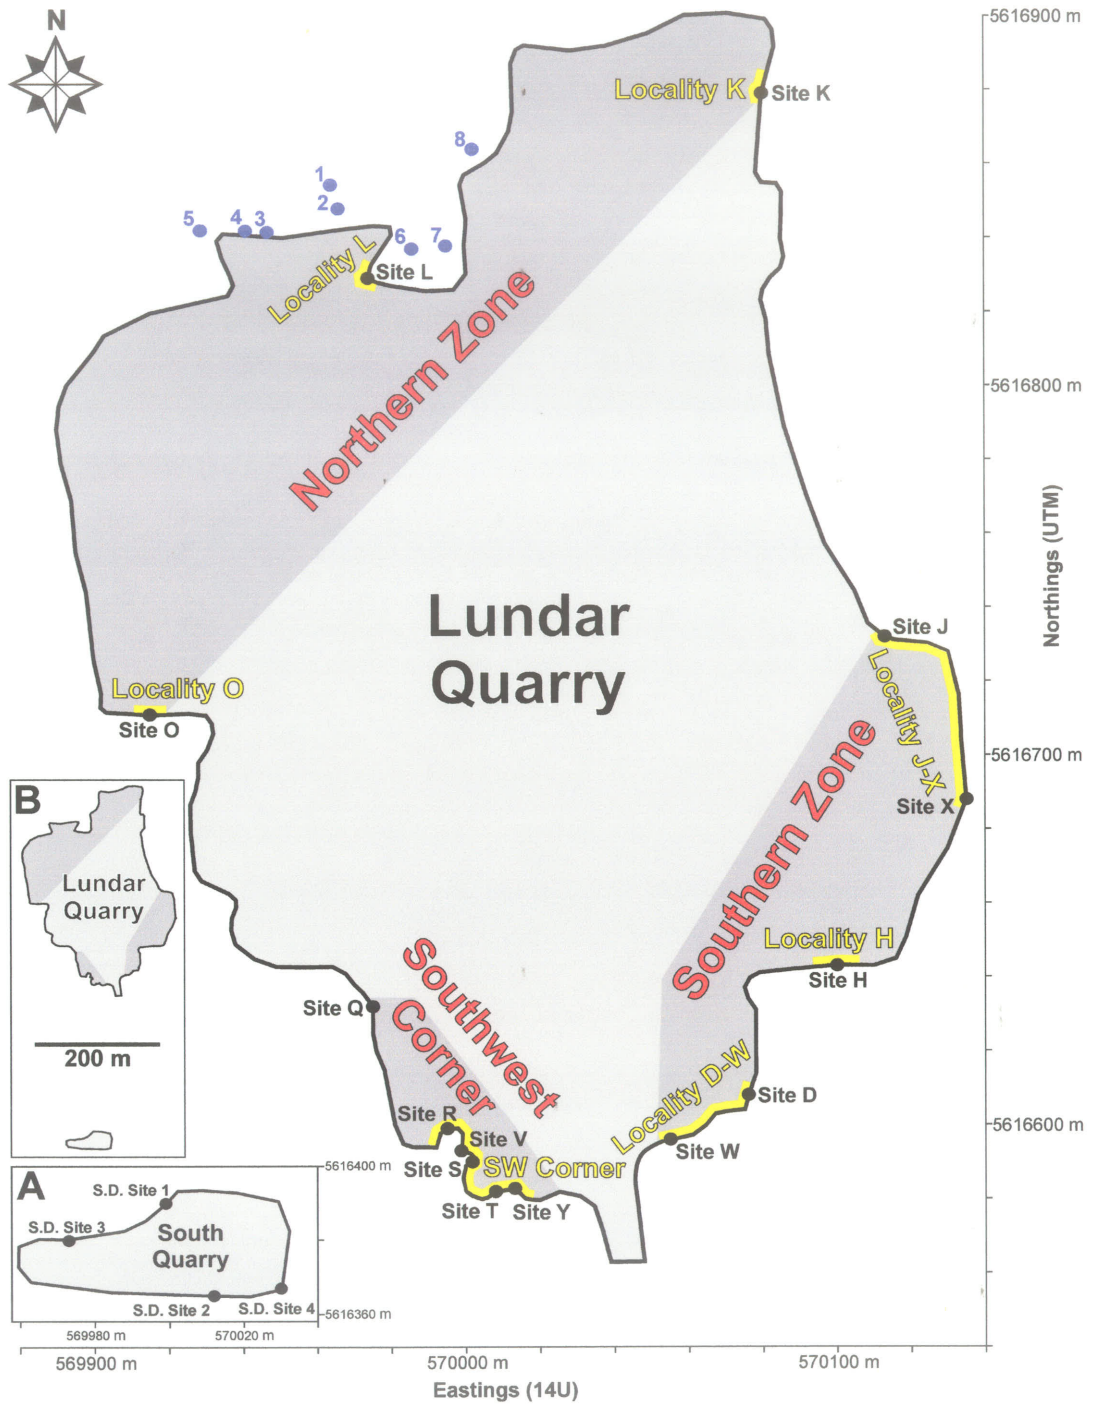 N
5616900 m
Locality K
Site K
8
1
2
5
4
3
6
7
Locality L
Site L
Northern Zone
5616800 m
Northings (UTM)
Lundar
Quarry
Site J
Locality J-X
Locality O
Site O
5616700 m
Site X
Southern Zone
B
Lundar
Quarry
200 m
Locality H
Site H
Southwest
Corner
Site Q
Locality D-W
Site D
Site R
Site V
Site W
5616600 m
Site S
SW Corner
Site T
Site Y
A
5616400 m
S.D. Site 1
S.D. Site 3
South
Quarry
S.D. Site 2
S.D. Site 4
5616360 m
569980 m
570020 m
569900 m
570000 m
570100 m
Eastings (14U)